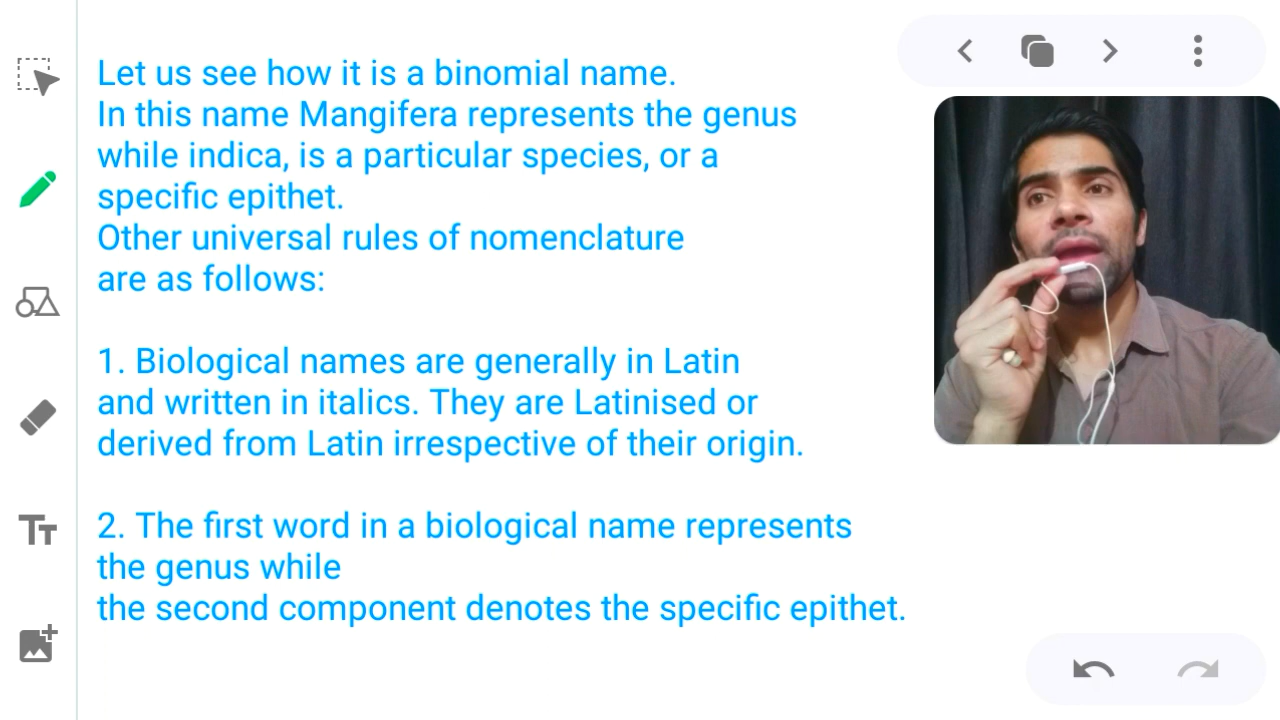 Let us see how it is a binomial name.
In this name Mangifera represents the genus
while indica, is a particular species, or a
specific epithet.
Other universal rules of nomenclature
are as follows:
1. Biological names are generally in Latin
and written in italics. They are Latinised or
derived from Latin irrespective of their origin.
2. The first word in a biological name represents
the genus while
the second component denotes the specific epithet.
TT